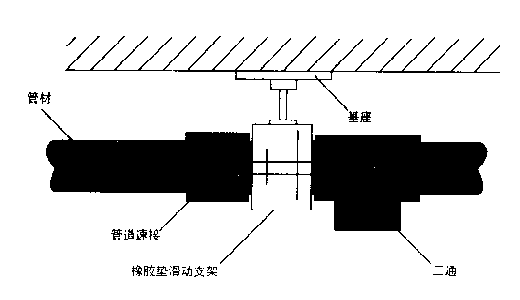 管材
基座
管道连接
橡胶垫滑动支架
二通